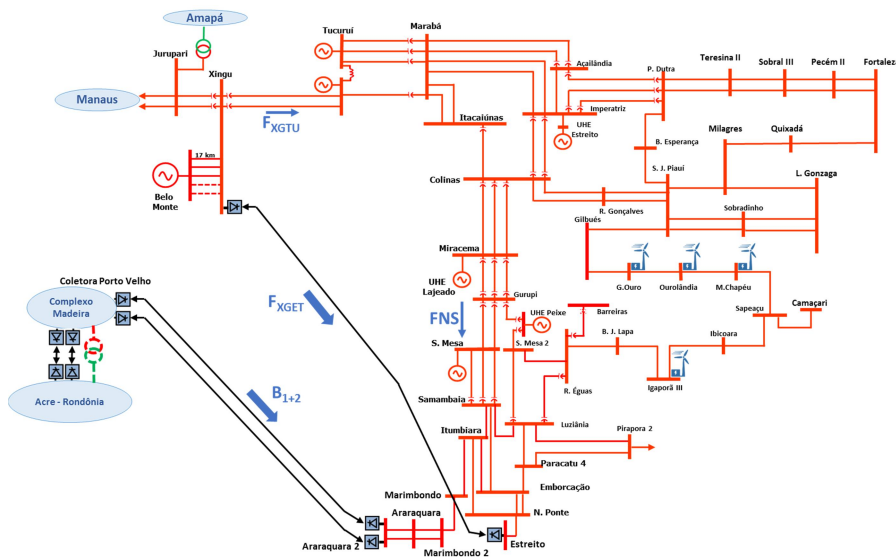 Amapá
Jurupari
Xingu
Manaus
F_XGTU
Tucuruí
Marabá
Açailândia
Imperatriz
UHE
Estreito
Itacaiúnas
P. Dutra
Teresina II
Sobral III
Pecém II
Fortaleza
B. Esperança
Milagres
Quixadá
S. J. Piauí
L. Gonzaga
17 km
Belo
Monte
Colinas
R. Gonçalves
Sobradinho
Gilbués
Miracema
UHE
Lajeado
G.Ouro
Ourolândia
M.Chapéu
Coletora Porto Velho
Complexo
Madeira
F_XGET
Gurupi
FNS
UHE Peixe
Barreiras
Sapeaçu
Camaçari
S. Mesa
S. Mesa 2
B. J. Lapa
Ibicoara
R. Éguas
Igaporã III
Acre - Rondônia
B_1+2
Samambaia
Itumbiara
Luziânia
Pirapora 2
Paracatu 4
Emborcação
Marimbondo
Araraquara
N. Ponte
Araraquara 2
Marimbondo 2
Estreito